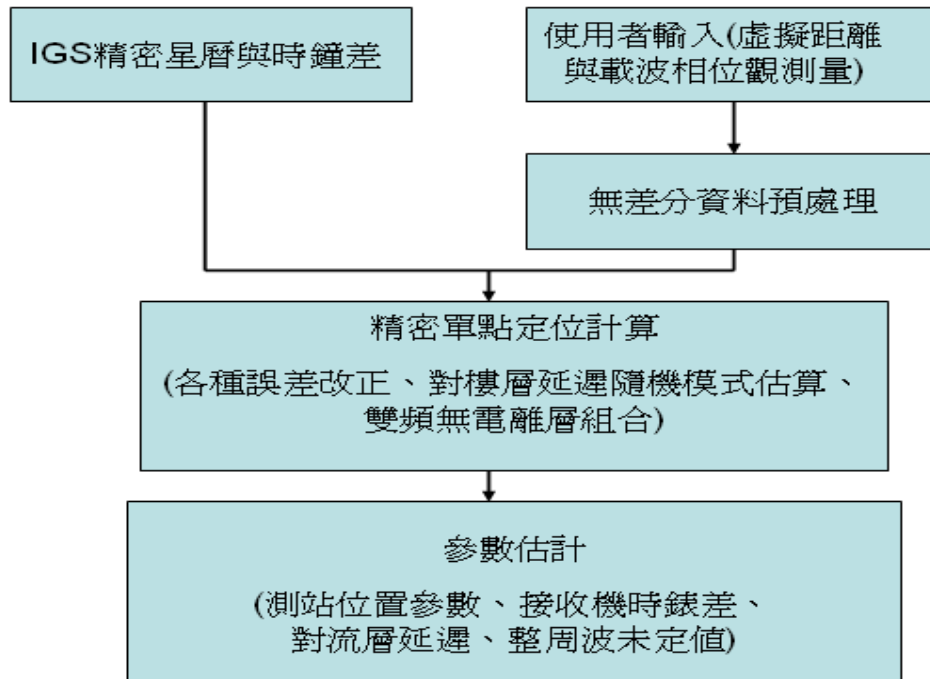 IGS精密星曆與時鐘差
使用者輸入(虛擬距離
與載波相位觀測量)
無差分資料預處理
精密單點定位計算
(各種誤差改正、對樓層延遲隨機模式估算、
雙頻無電離層組合)
參數估計
(測站位置參數、接收機時錶差、
對流層延遲、整周波未定值)